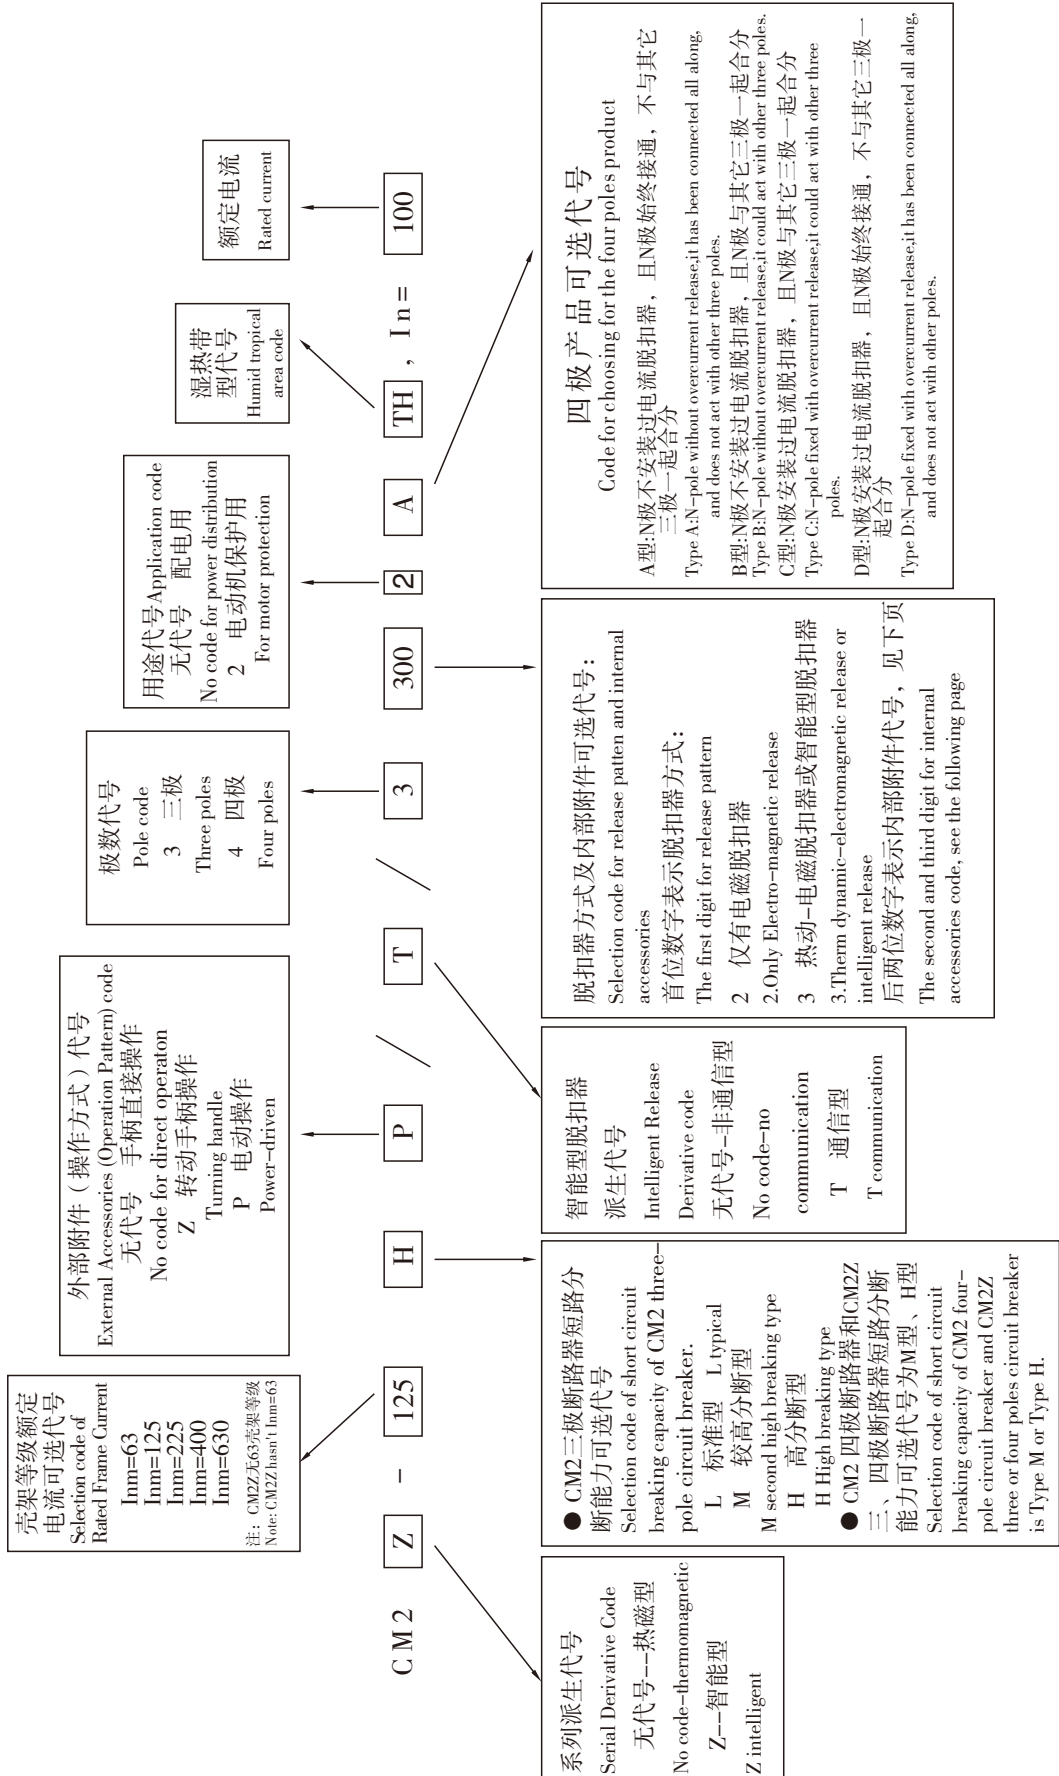 壳架等级额定
电流可选代号
Selection code of
Rated Frame Current
Inm=63
Inm=125
Inm=225
Inm=400
Inm=630
注：CM2Z无63壳架等级
Note: CM2Z hasn't Inm=63
外部附件（操作方式）代号
External Accessories (Operation Pattern) code
无代号 手柄直接操作
No code for direct operaton
Z 转动手柄操作
Turning handle
P 电动操作
Power-driven
极数代号
Pole code
3 三极
Three poles
4 四极
Four poles
用途代号Application code
无代号 配电用
No code for power distribution
2 电动机保护用
For motor protection
湿热带
型代号
Humid tropical
area code
额定电流
Rated current
CM2 Z - 125 H P / T / 3 300 2 A TH , In= 100
系列派生代号
Serial Derivative Code
无代号--热磁型
No code-thermomagnetic
Z--智能型
Z intelligent
● CM2三极断路器短路分
断能力可选代号
Selection code of short circuit
breaking capacity of CM2 three-
pole circuit breaker.
L 标准型 L typical
M 较高分断型
M second high breaking type
H 高分断型
H High breaking type
● CM2 四极断路器和CM2Z
三、四极断路器短路分断
能力可选代号为M型、H型
Selection code of short circuit
breaking capacity of CM2 four-
pole circuit breaker and CM2Z
three or four poles circuit breaker
is Type M or Type H.
智能型脱扣器
派生代号
Intelligent Release
Derivative code
无代号-非通信型
No code-no
communication
T 通信型
T communication
脱扣器方式及内部附件可选代号：
Selection code for release patten and internal
accessories
首位数字表示脱扣器方式：
The first digit for release pattern
2 仅有电磁脱扣器
2.Only Electro-magnetic release
3 热动-电磁脱扣器或智能型脱扣器
3.Therm dynamic-electromagnetic release or
intelligent release
后两位数字表示内部附件代号，见下页
The second and third digit for internal
accessories code, see the following page
四极产品可选代号
Code for choosing for the four poles product
A型:N极不安装过电流脱扣器，且N极始终接通，不与其它
三极一起合分
Type A:N-pole without overcurrent release,it has been connected all along,
and does not act with other three poles.
B型:N极不安装过电流脱扣器，且N极与其它三极一起合分
Type B:N-pole without overcurrent release,it could act with other three poles.
C型:N极安装过电流脱扣器，且N极与其它三极一起合分
Type C:N-pole fixed with overcurrent release,it could act with other three
poles.
D型:N极安装过电流脱扣器，且N极始终接通，不与其它三极一
起合分
Type D:N-pole fixed with overcurrent release,it has been connected all along,
and does not act with other poles.